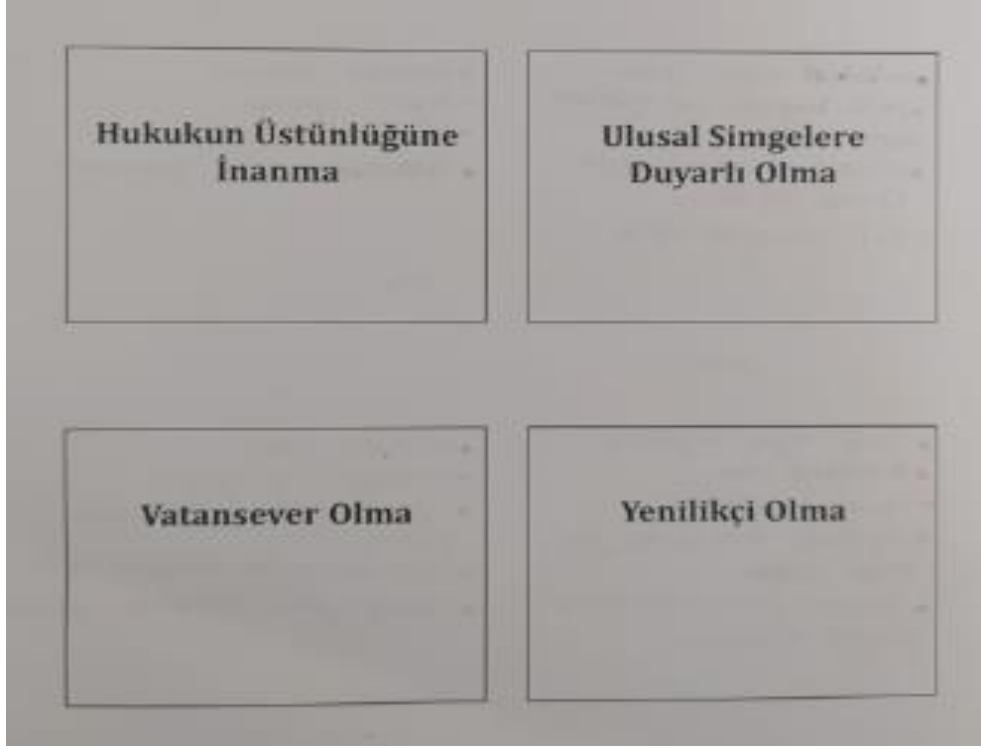 Hukukun Üstünlüğüne
İnanma
Ulusal Simgelere
Duyarlı Olma
Vatansever Olma
Yenilikçi Olma